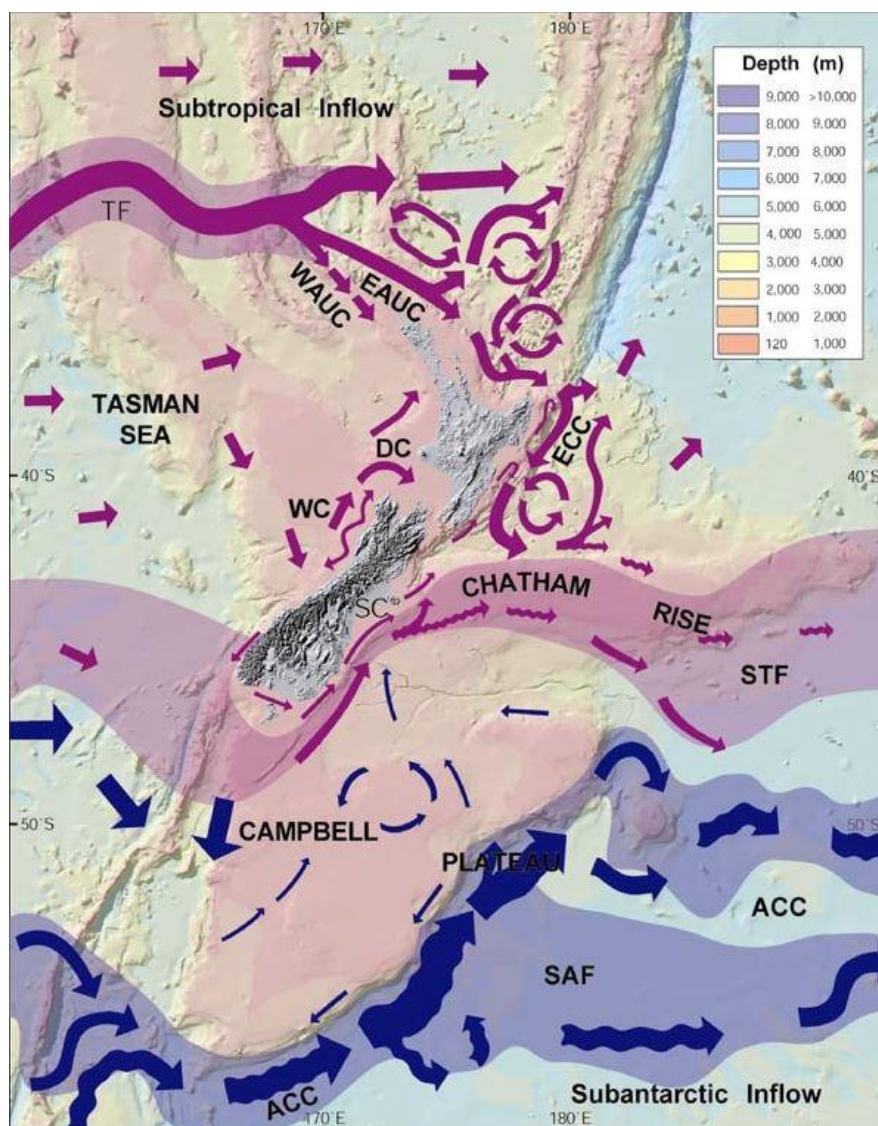 170°E
180°
Depth (m)
9,000 >10,000
8,000 9,000
7,000 8,000
6,000 7,000
5,000 6,000
4,000 5,000
3,000 4,000
2,000 3,000
1,000 2,000
120 1,000
Subtropical Inflow
TF
WAUC
EAUC
TASMAN
SEA
DC
ECC
40°S
40°S
WC
SC
CHATHAM
RISE
STF
50°S
50°S
CAMPBELL
PLATEAU
ACC
SAF
ACC
Subantarctic Inflow
170°E
180°E